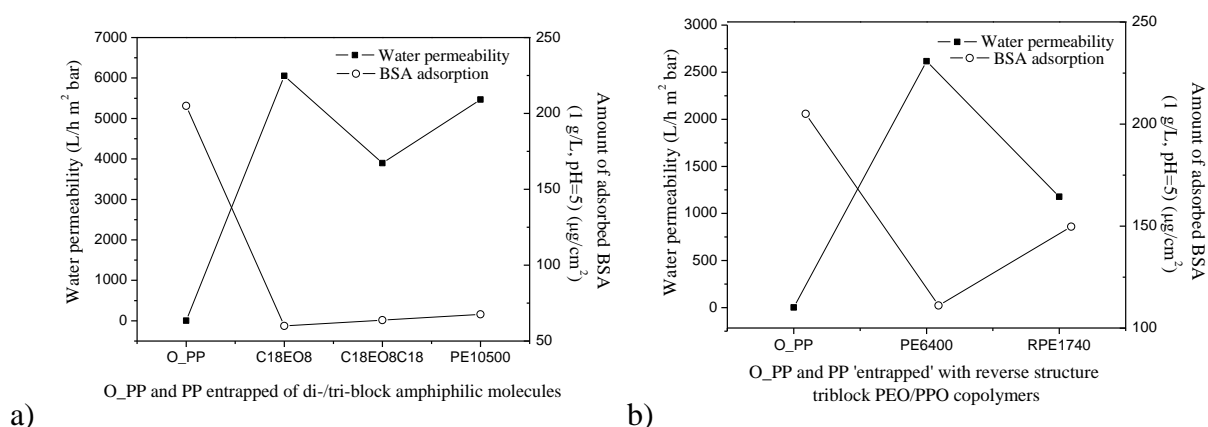 7000
6000
5000
4000
3000
2000
1000
0
Water permeability (L/h m² bar)
250
200
150
100
50
Amount of adsorbed BSA
(1 g/L, pH=5) (μg/cm²)
Water permeability
BSA adsorption
O_PP
C18EO8
C18EO8C18
PE10500
O_PP and PP entrapped of di-/tri-block amphiphilic molecules
a)
3000
2500
2000
1500
1000
500
0
Water permeability (L/h m² bar)
250
200
150
100
Amount of adsorbed BSA
(1 g/L, pH=5) (μg/cm²)
Water permeability
BSA adsorption
O_PP
PE6400
RPE1740
O_PP and PP 'entrapped' with reverse structure
triblock PEO/PPO copolymers
b)